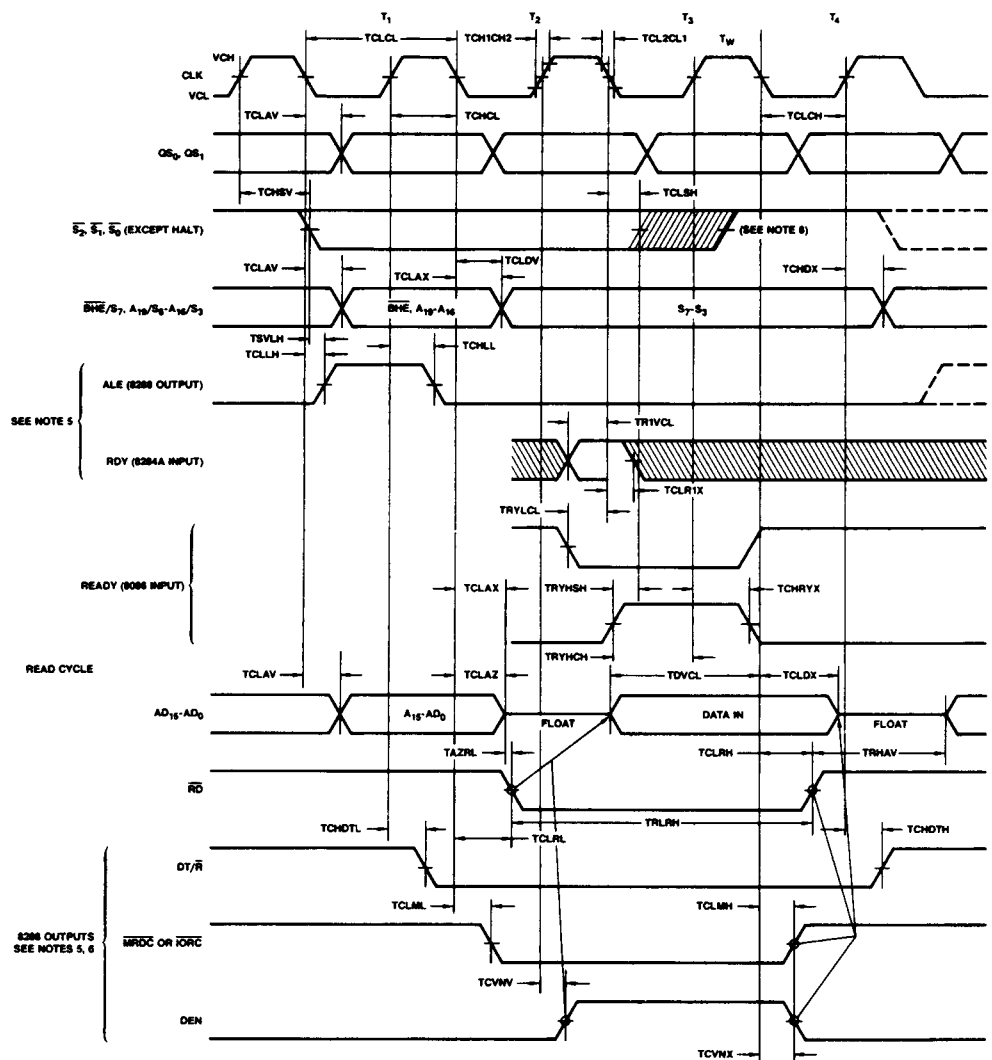 T1 T2 T3 T4
TCLCL TCH1CH2 TCL2CL1 TW
VCH
CLK
VCL
TCLAV TCHCL TCLCH
QS0, QS1
TCHSV TCLSH
S2, S1, S0 (EXCEPT HALT) (SEE NOTE 8)
TCLDV
TCLAV TCLAX TCHDX
BHE/S7, A19/S6-A16/S3 BHE, A19-A16 S7-S3
TSVLH
TCLLH TCHLL
ALE (8288 OUTPUT)
SEE NOTE 5
TR1VCL
RDY (8284A INPUT)
TCLR1X
TRYLCL
READY (8086 INPUT)
TCLAX TRYHSH TCHRYX
TRYHCH
READ CYCLE
TCLAV TCLAZ TDVCL TCLDX
AD15-AD0 A15-AD0 FLOAT DATA IN FLOAT
TAZRL TCLRH TRHAV
RD
TRLRH
TCHDTL TCLRL TCHDTH
DT/R
TCLML TCLMH
8288 OUTPUTS
SEE NOTES 5, 6
MRDC OR IORC
TCVNV
DEN
TCVNX